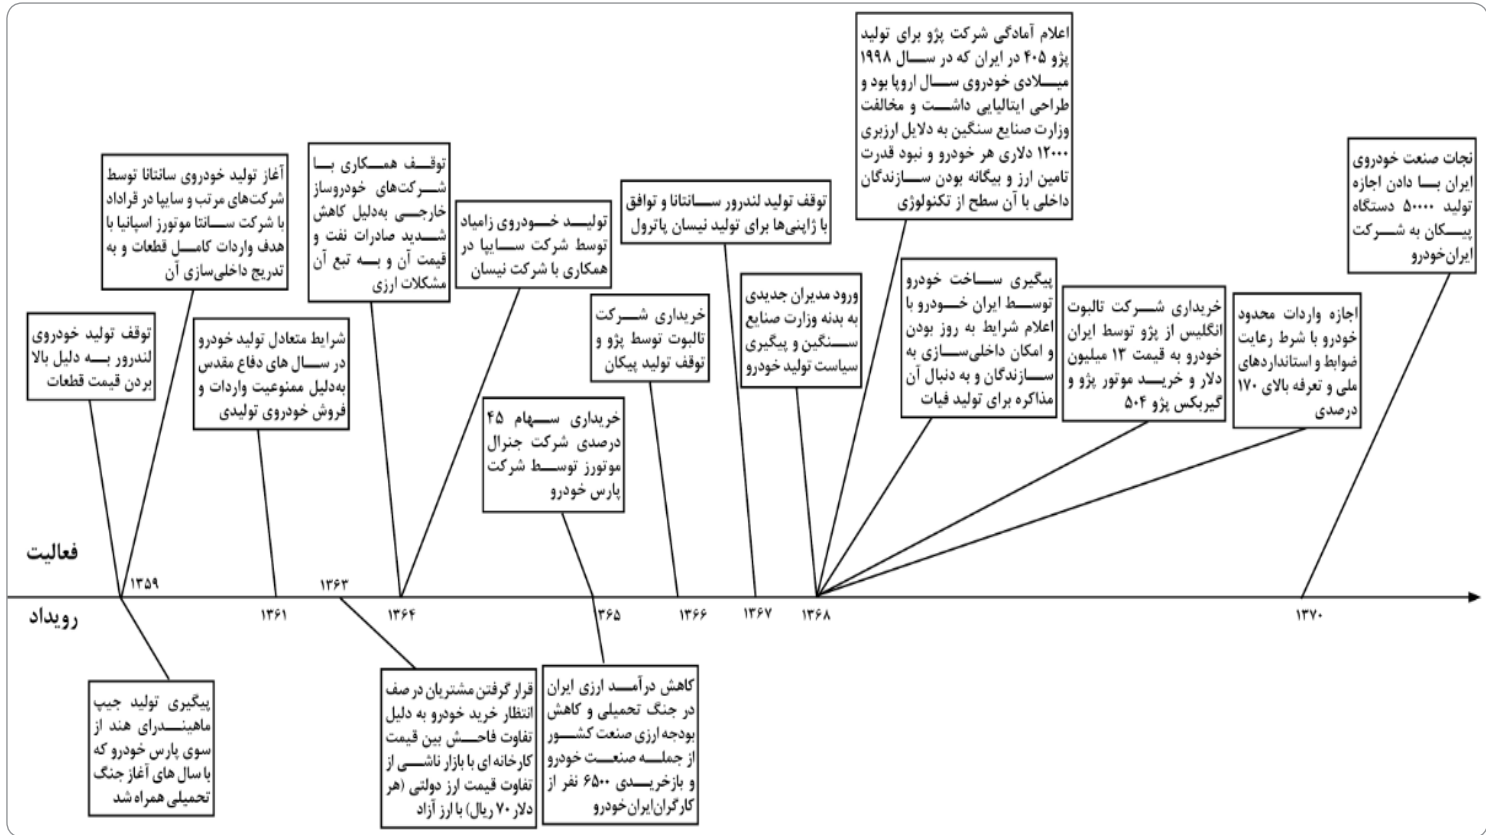 اعلام آمادگی شرکت پژو برای تولید
پژو ۴۰۵ در ایران که در سال ۱۹۹۸
میلادی خودروی سال اروپا بود و
طراحی ایتالیایی داشت و مخالفت
وزارت صنایع سنگین به دلایل ارزبری
۱۲۰۰۰ دلاری هر خودرو و نبود قدرت
تامین ارز و بیگانه بودن سازندگان
داخلی با آن سطح از تکنولوژی
نجات صنعت خودروی
ایران با دادن اجازه
تولید ۵۰۰۰۰ دستگاه
پیکان به شرکت
ایران‌خودرو
توقف همکاری با
شرکت‌های خودروساز
خارجی به‌دلیل کاهش
شدید صادرات نفت و
قیمت آن و به تبع آن
مشکلات ارزی
آغاز تولید خودروی سانتانا توسط
شرکت‌های مرتب و سایپا در قراداد
با شرکت سانتا موتورز اسپانیا با
هدف واردات کامل قطعات و به
تدریج داخلی‌سازی آن
توقف تولید لندرور سانتانا و توافق
با ژاپنی‌ها برای تولید نیسان پاترول
تولید خودروی زامیاد
توسط شرکت سایپا در
همکاری با شرکت نیسان
پیگیری ساخت خودرو
توسط ایران خودرو با
اعلام شرایط به روز بودن
و امکان داخلی‌سازی به
سازندگان و به دنبال آن
مذاکره برای تولید فیات
ورود مدیران جدیدی
به بدنه وزارت صنایع
سنگین و پیگیری
سیاست تولید خودرو
خریداری شرکت تالبوت
انگلیس از پژو توسط ایران
خودرو به قیمت ۱۳ میلیون
دلار و خرید موتور پژو و
گیربکس پژو ۵۰۴
اجازه واردات محدود
خودرو با شرط رعایت
ضوابط و استانداردهای
ملی و تعرفه بالای ۱۷۰
درصدی
خریداری شرکت
تالبوت توسط پژو و
توقف تولید پیکان
توقف تولید خودروی
لندرور به دلیل بالا
بردن قیمت قطعات
شرایط متعادل تولید خودرو
در سال های دفاع مقدس
به‌دلیل ممنوعیت واردات و
فروش خودروی تولیدی
خریداری سهام ۴۵
درصدی شرکت جنرال
موتورز توسط شرکت
پارس خودرو
فعالیت
رویداد
۱۳۵۹
۱۳۶۱
۱۳۶۳
۱۳۶۴
۱۳۶۵
۱۳۶۶
۱۳۶۷
۱۳۶۸
۱۳۷۰
پیگیری تولید جیپ
ماهیندرای هند از
سوی پارس خودرو که
با سال های آغاز جنگ
تحمیلی همراه شد
قرار گرفتن مشتریان در صف
انتظار خرید خودرو به دلیل
تفاوت فاحش بین قیمت
کارخانه ای با بازار ناشی از
تفاوت قیمت ارز دولتی (هر
دلار ۷۰ ریال) با ارز آزاد
کاهش درآمد ارزی ایران
در جنگ تحمیلی و کاهش
بودجه ارزی صنعت کشور
از جمله صنعت خودرو
و بازخریدی ۶۵۰۰ نفر از
کارگران‌ایران‌خودرو